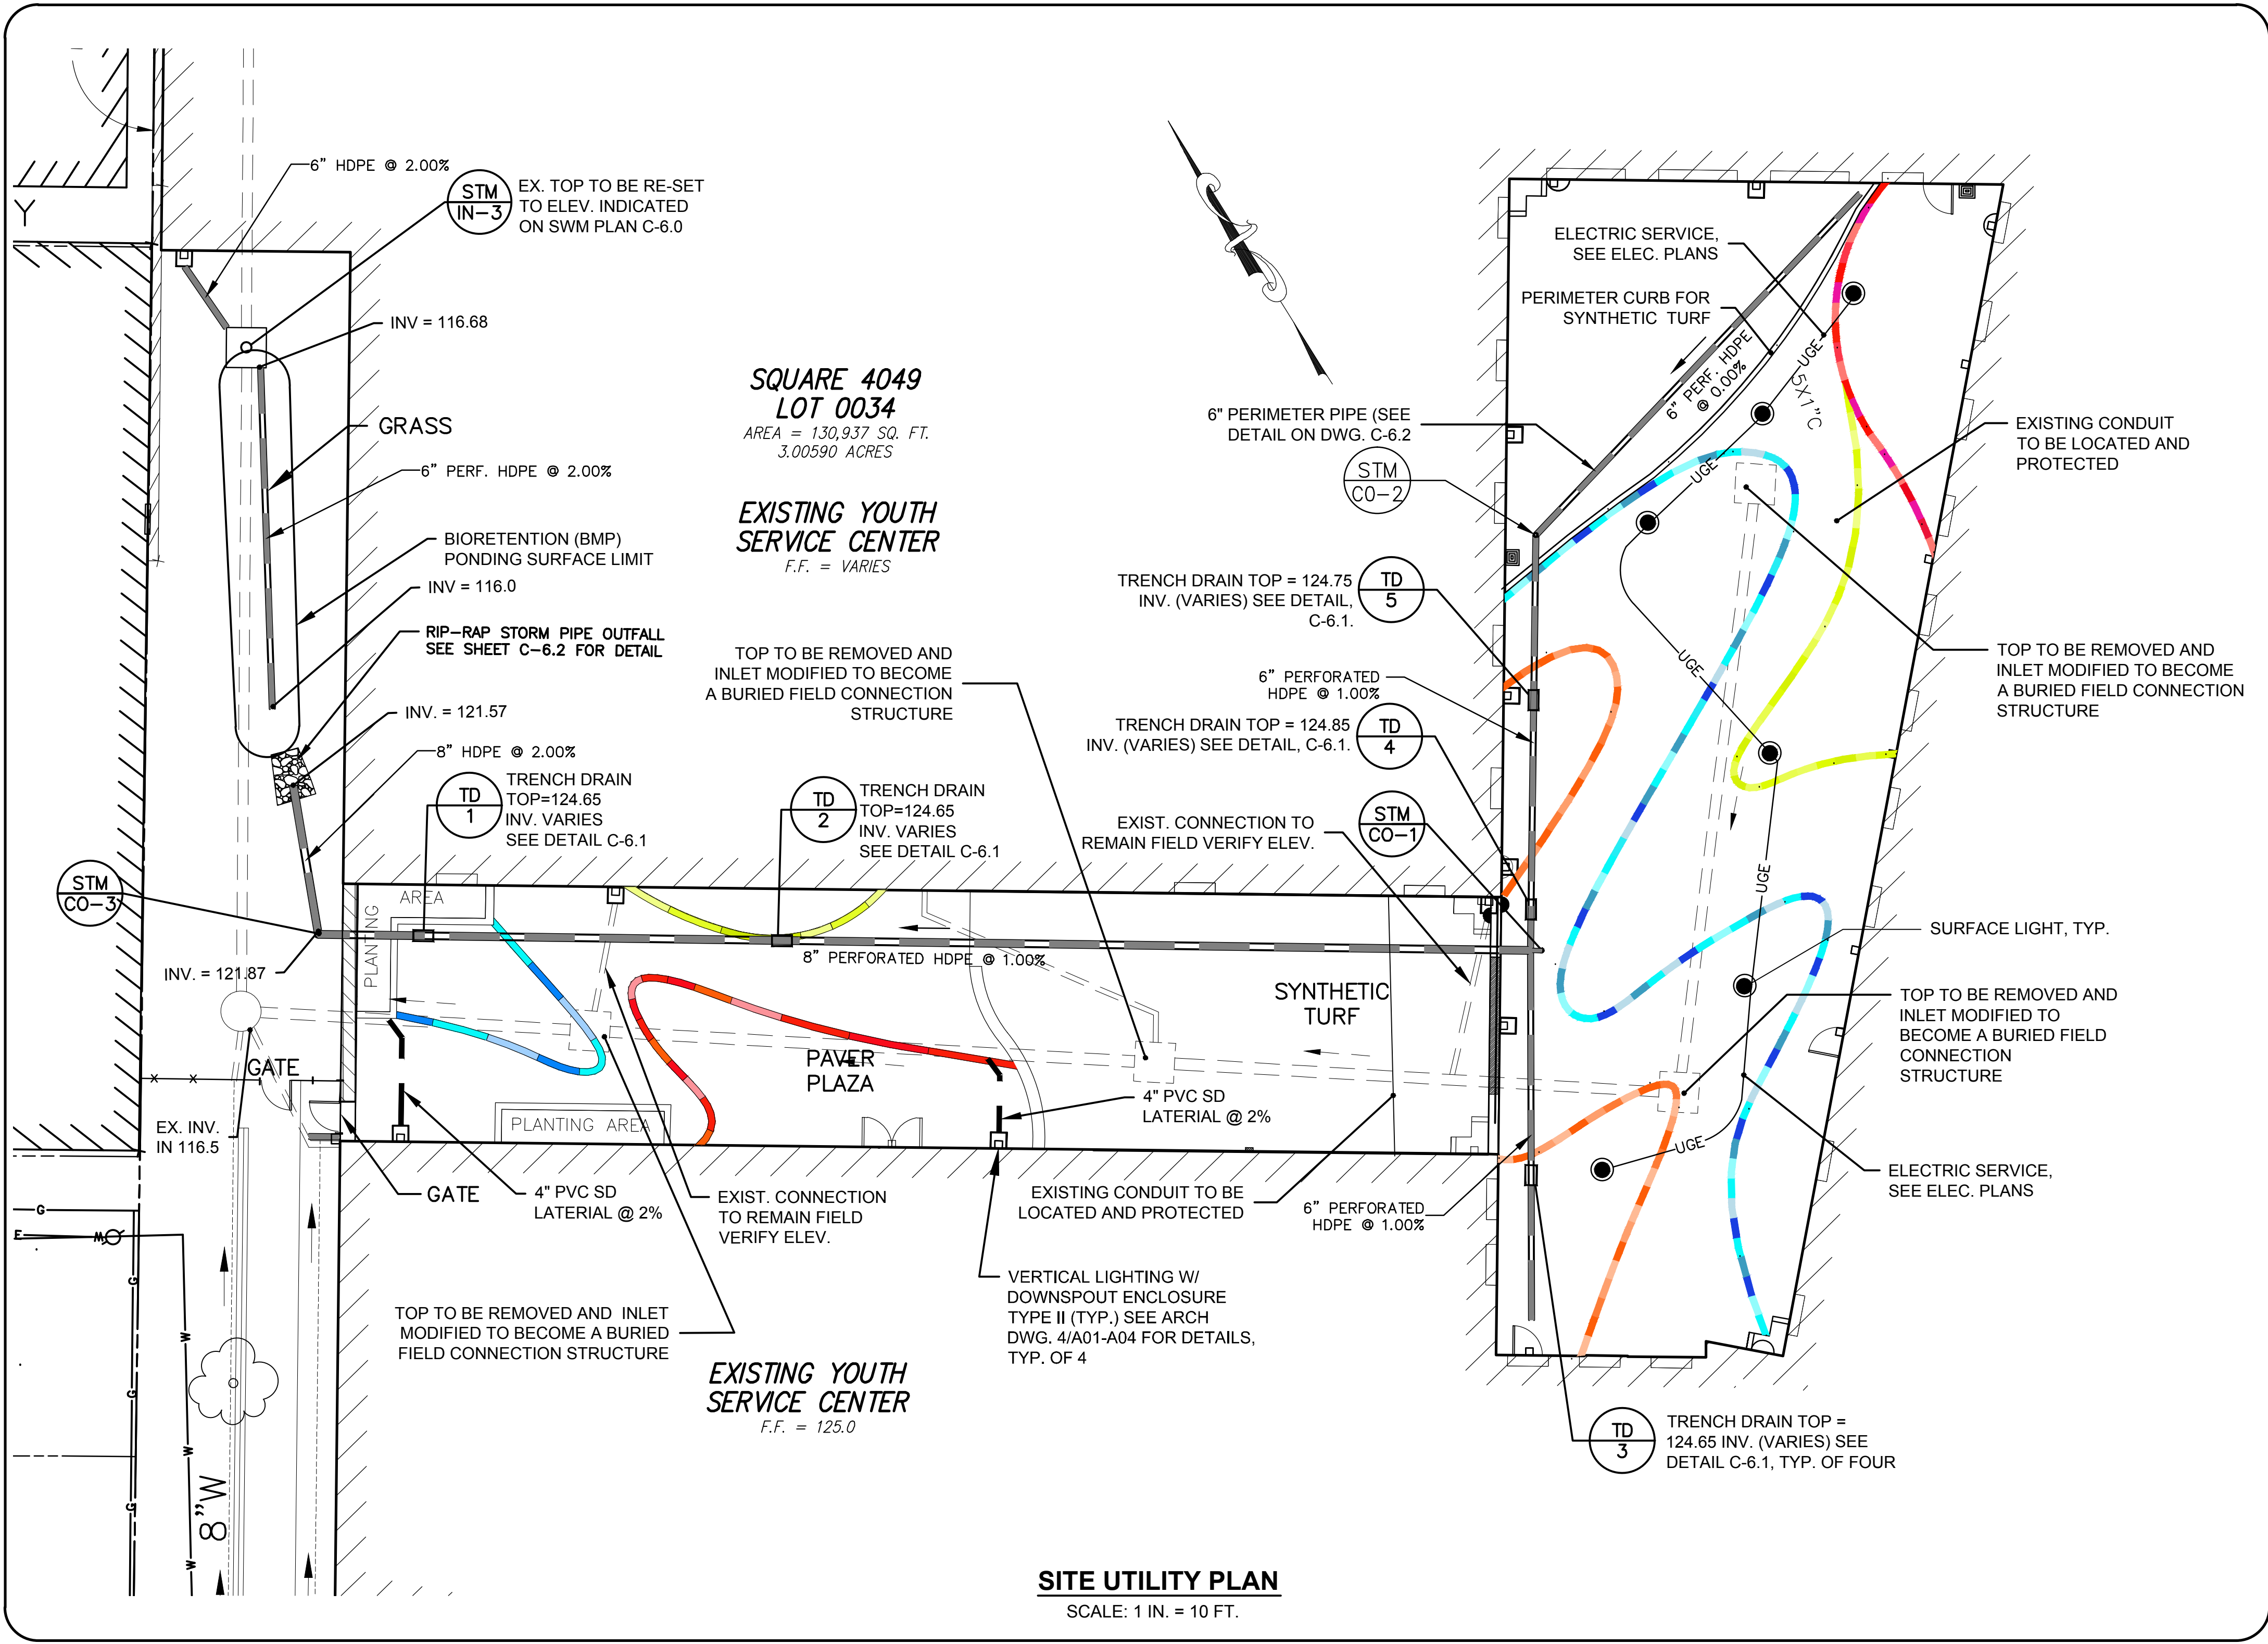 6" HDPE @ 2.00%
STM
IN-3
EX. TOP TO BE RE-SET
TO ELEV. INDICATED
ON SWM PLAN C-6.0
Y
INV = 116.68
GRASS
6" PERF. HDPE @ 2.00%
BIORETENTION (BMP)
PONDING SURFACE LIMIT
INV = 116.0
RIP-RAP STORM PIPE OUTFALL
SEE SHEET C-6.2 FOR DETAIL
INV. = 121.57
8" HDPE @ 2.00%
SQUARE 4049
LOT 0034
AREA = 130,937 SQ. FT.
3.00590 ACRES
EXISTING YOUTH
SERVICE CENTER
F.F. = VARIES
TOP TO BE REMOVED AND
INLET MODIFIED TO BECOME
A BURIED FIELD CONNECTION
STRUCTURE
TD
1
TRENCH DRAIN
TOP=124.65
INV. VARIES
SEE DETAIL C-6.1
TD
2
TRENCH DRAIN
TOP=124.65
INV. VARIES
SEE DETAIL C-6.1
STM
CO-3
INV. = 121.87
PLANTING
AREA
8" PERFORATED HDPE @ 1.00%
GATE
EX. INV.
IN 116.5
PAVER
PLAZA
PLANTING AREA
SYNTHETIC
TURF
4" PVC SD
LATERIAL @ 2%
GATE
4" PVC SD
LATERIAL @ 2%
EXIST. CONNECTION
TO REMAIN FIELD
VERIFY ELEV.
EXISTING CONDUIT TO BE
LOCATED AND PROTECTED
6" PERFORATED
HDPE @ 1.00%
VERTICAL LIGHTING W/
DOWNSPOUT ENCLOSURE
TYPE II (TYP.) SEE ARCH
DWG. 4/A01-A04 FOR DETAILS,
TYP. OF 4
TOP TO BE REMOVED AND INLET
MODIFIED TO BECOME A BURIED
FIELD CONNECTION STRUCTURE
EXISTING YOUTH
SERVICE CENTER
F.F. = 125.0
ELECTRIC SERVICE,
SEE ELEC. PLANS
PERIMETER CURB FOR
SYNTHETIC TURF
6" PERF. HDPE
@ 0.00%
UGE
5X1"C
UGE
6" PERIMETER PIPE (SEE
DETAIL ON DWG. C-6.2
STM
CO-2
EXISTING CONDUIT
TO BE LOCATED AND
PROTECTED
TRENCH DRAIN TOP = 124.75
INV. (VARIES) SEE DETAIL,
C-6.1.
TD
5
6" PERFORATED
HDPE @ 1.00%
TRENCH DRAIN TOP = 124.85
INV. (VARIES) SEE DETAIL, C-6.1.
TD
4
EXIST. CONNECTION TO
REMAIN FIELD VERIFY ELEV.
STM
CO-1
UGE
TOP TO BE REMOVED AND
INLET MODIFIED TO BECOME
A BURIED FIELD CONNECTION
STRUCTURE
UGE
SURFACE LIGHT, TYP.
TOP TO BE REMOVED AND
INLET MODIFIED TO
BECOME A BURIED FIELD
CONNECTION
STRUCTURE
UGE
ELECTRIC SERVICE,
SEE ELEC. PLANS
TD
3
TRENCH DRAIN TOP =
124.65 INV. (VARIES) SEE
DETAIL C-6.1, TYP. OF FOUR
X X
G
E
M
G
G
G
W
W
W
8"W
SITE UTILITY PLAN
SCALE: 1 IN. = 10 FT.